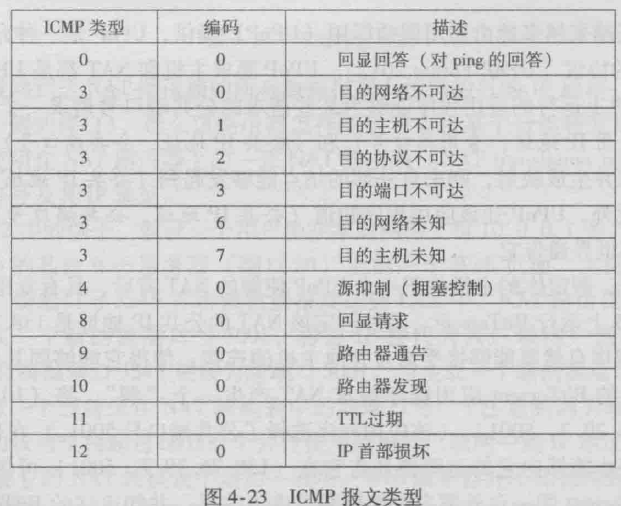 ICMP 类型 编码 描述
0 0 回显回答（对 ping 的回答）
3 0 目的网络不可达
3 1 目的主机不可达
3 2 目的协议不可达
3 3 目的端口不可达
3 6 目的网络未知
3 7 目的主机未知
4 0 源抑制（拥塞控制）
8 0 回显请求
9 0 路由器通告
10 0 路由器发现
11 0 TTL过期
12 0 IP 首部损坏
图 4-23 ICMP 报文类型